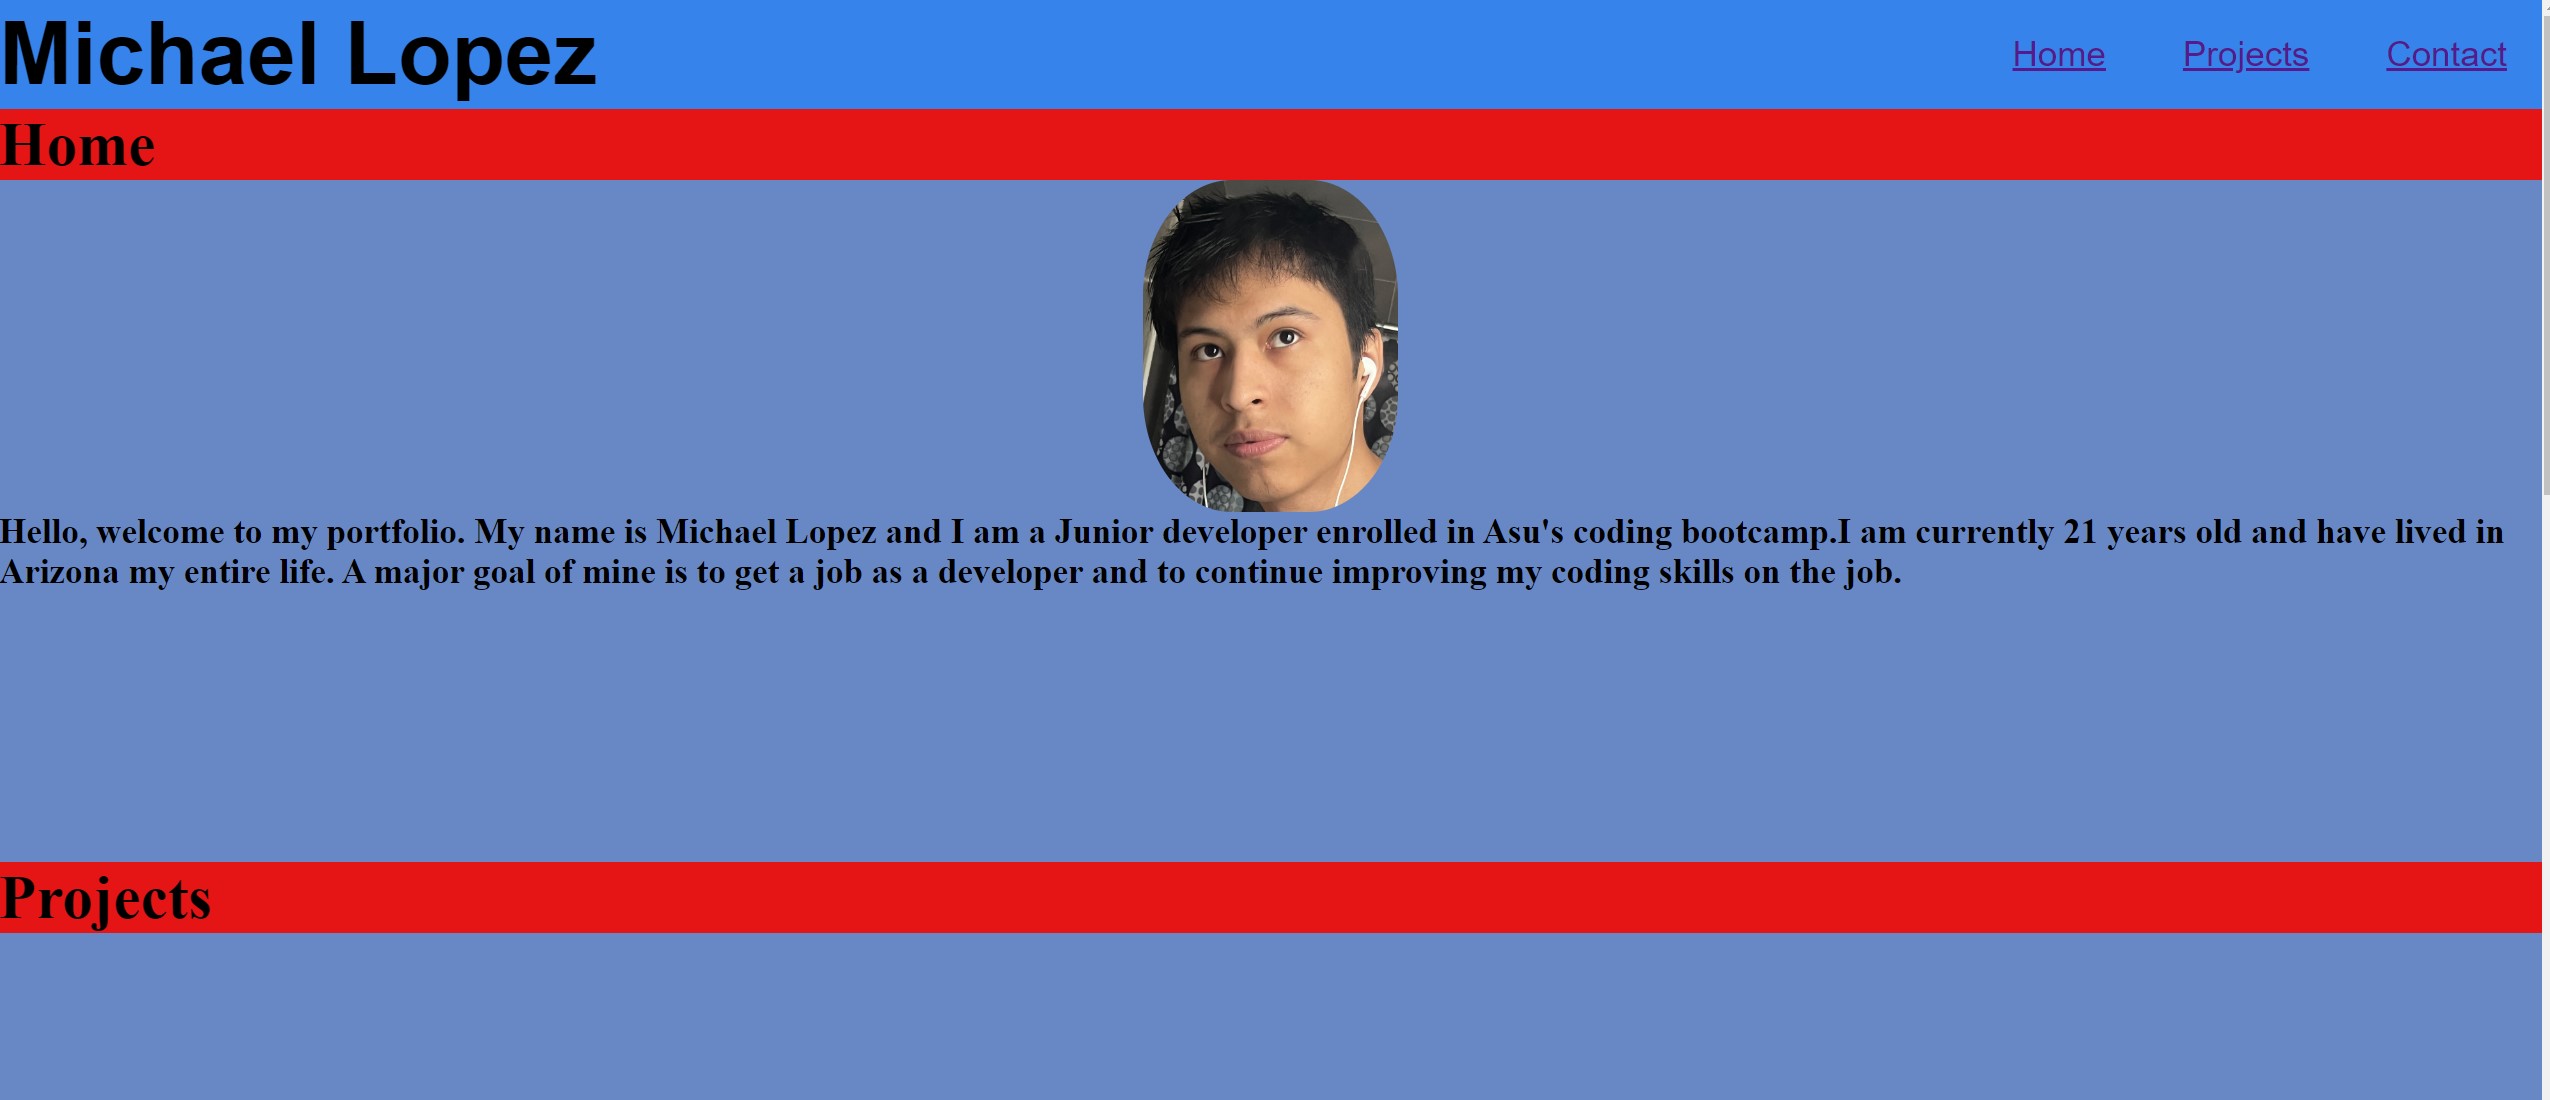 Michael Lopez
Home Projects Contact
Home
Hello, welcome to my portfolio. My name is Michael Lopez and I am a Junior developer enrolled in Asu's coding bootcamp.I am currently 21 years old and have lived in
Arizona my entire life. A major goal of mine is to get a job as a developer and to continue improving my coding skills on the job.
Projects